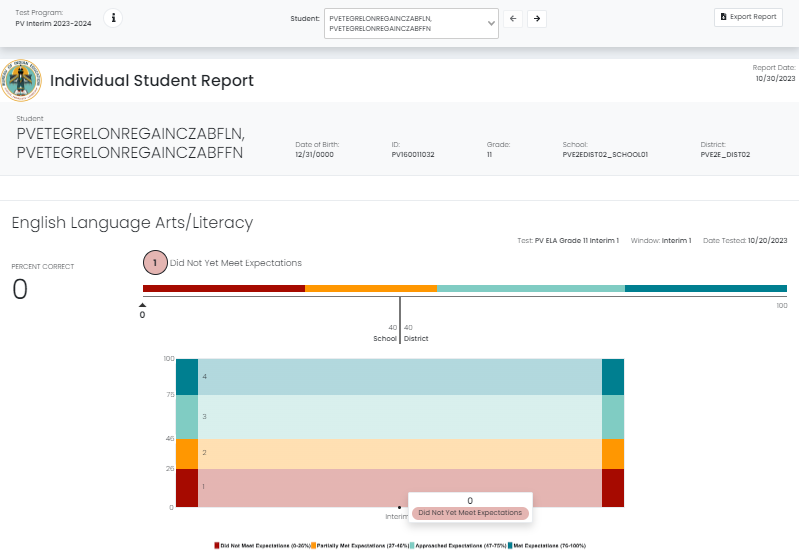 Test Program:
PV Interim 2023-2024
Student:
PVETEGRELONREGAINCZABFLN,
PVETEGRELONREGAINCZABFFN
Export Report
Individual Student Report
Report Date:
10/30/2023
Student
PVETEGRELONREGAINCZABFLN,
PVETEGRELONREGAINCZABFFN
Date of Birth:
12/31/0000
ID:
PV160011032
Grade:
11
School:
PVE2EDIST02_SCHOOL01
District:
PVE2E_DIST02
English Language Arts/Literacy
Test: PV ELA Grade 11 Interim 1 Window: Interim 1 Date Tested: 10/20/2023
PERCENT CORRECT
0
1 Did Not Yet Meet Expectations
0
100
40 40
School District
100
4
75
3
46
2
26
1
0
Interim
0
Did Not Yet Meet Expectations
Did Not Meet Expectations (0-26%) Partially Met Expectations (27-46%) Approached Expectations (47-75%) Met Expectations (76-100%)